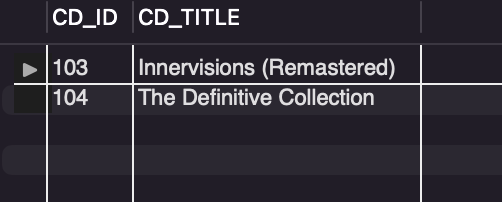 CD_ID CD_TITLE
103 Innervisions (Remastered)
104 The Definitive Collection